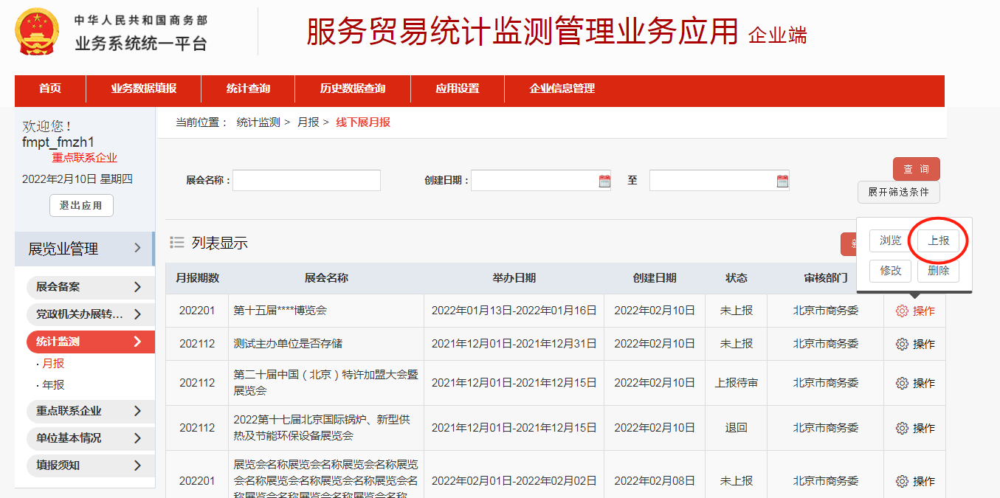 中华人民共和国商务部
业务系统统一平台
服务贸易统计监测管理业务应用 企业端
首页 业务数据填报 统计查询 历史数据查询 应用设置 企业信息管理
欢迎您！
fmpt_fmzh1
重点联系企业
2022年2月10日 星期四
退出应用
展览业管理
展会备案
党政机关办展转...
统计监测
· 月报
· 年报
重点联系企业
单位基本情况
填报须知
当前位置： 统计监测 > 月报 > 线下展月报
展会名称： 创建日期： 至
查 询
展开筛选条件
列表显示
浏览 上报
修改 删除
月报期数 展会名称 举办日期 创建日期 状态 审核部门
202201 第十五届****博览会 2022年01月13日-2022年01月16日 2022年02月10日 未上报 北京市商务委 操作
202112 测试主办单位是否存储 2021年12月01日-2021年12月31日 2022年02月10日 未上报 北京市商务委 操作
202112 第二十届中国（北京）特许加盟大会暨
展览会 2021年12月01日-2021年12月15日 2022年02月10日 上报待审 北京市商务委 操作
202112 2022第十七届北京国际锅炉、新型供
热及节能环保设备展览会 2021年12月01日-2021年12月15日 2022年02月10日 退回 北京市商务委 操作
202201 展览会名称展览会名称展览会名称展览
会名称展览会名称展览会名称展览会名 2022年02月01日-2022年02月02日 2022年02月08日 未上报 北京市商务委 操作
称展览会名称展览会名称展览会名称